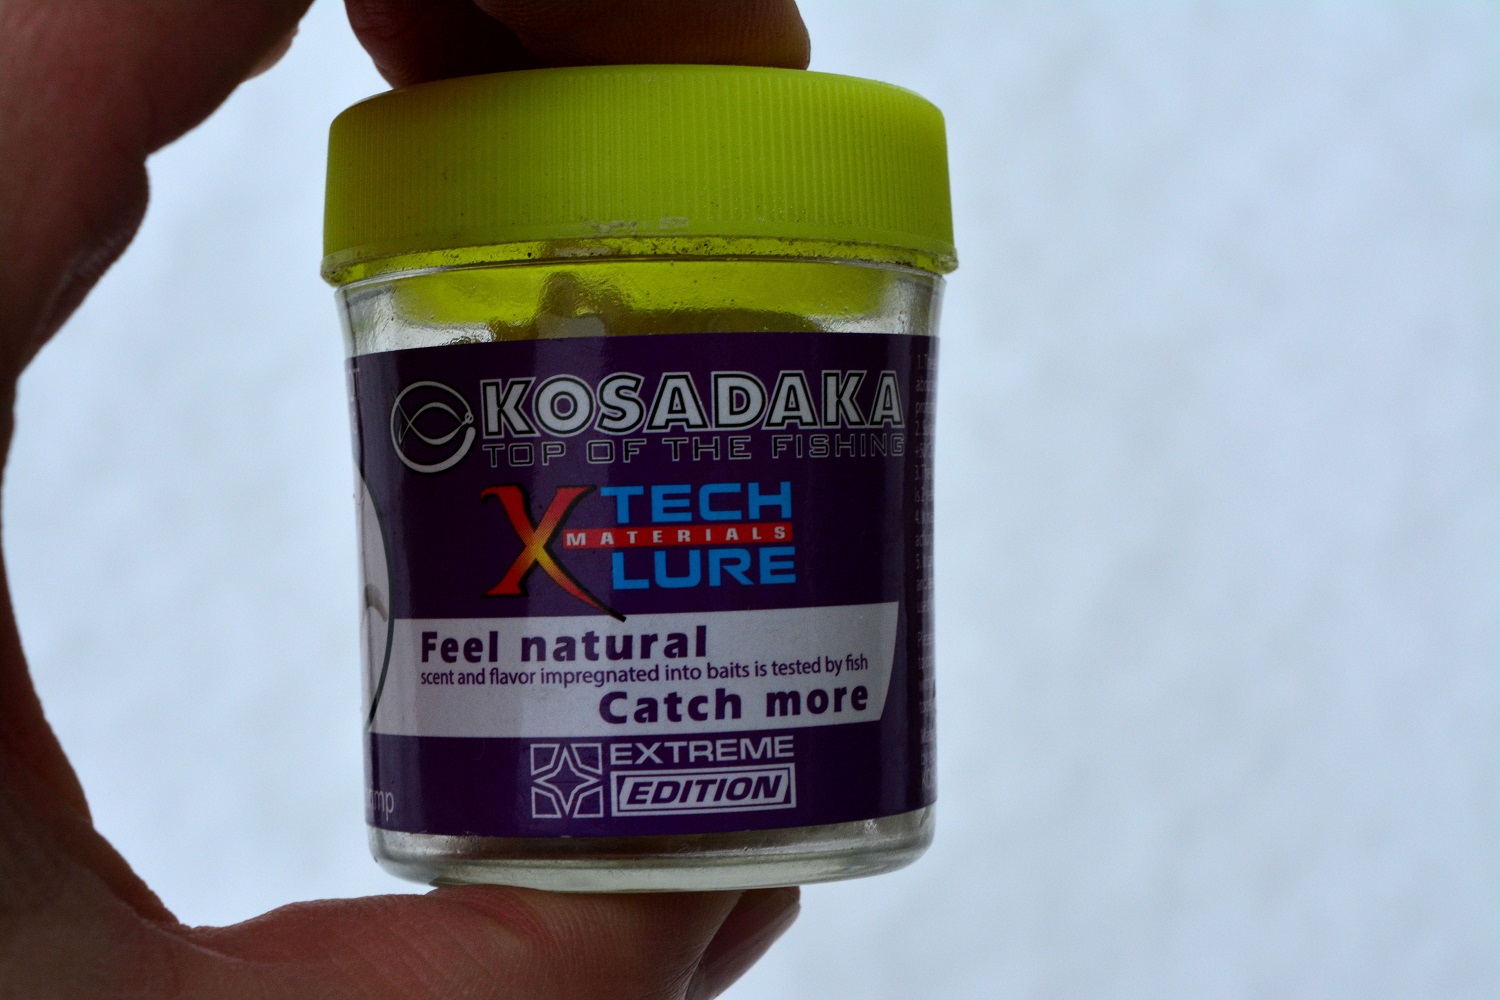 KOSADAKA
TOP OF THE FISHING
X TECH
MATERIALS
LURE
Feel natural
scent and flavor impregnated into baits is tested by fish
Catch more
EXTREME
EDITION